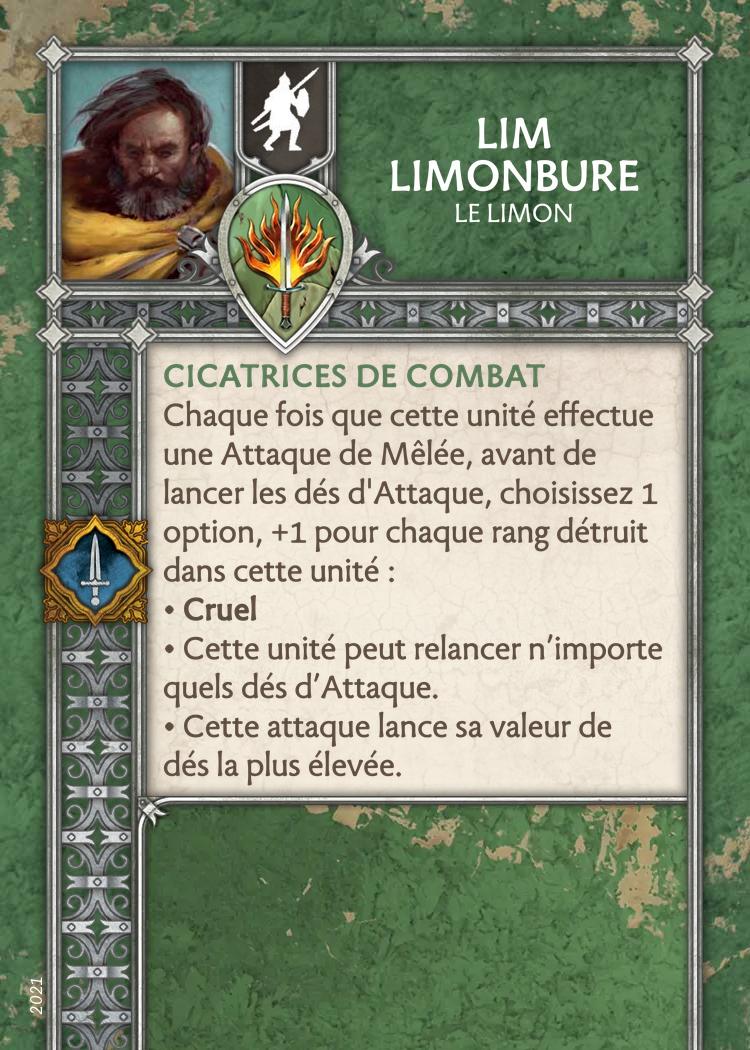 LIM
LIMONBURE
LE LIMON
CICATRICES DE COMBAT
Chaque fois que cette unité effectue
une Attaque de Mêlée, avant de
lancer les dés d'Attaque, choisissez 1
option, +1 pour chaque rang détruit
dans cette unité :
• Cruel
• Cette unité peut relancer n’importe
quels dés d’Attaque.
• Cette attaque lance sa valeur de
dés la plus élevée.
2021